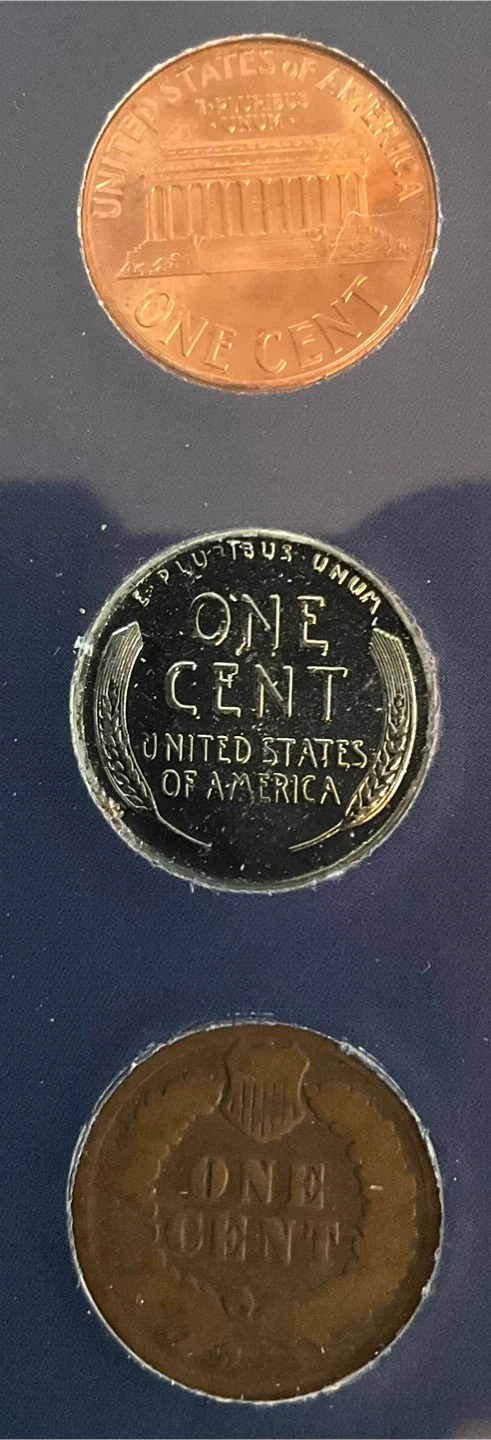 UNITED STATES of AMERICA
E·PLURIBUS
·UNUM·
ONE CENT
E PLURIBUS UNUM
ONE
CENT
UNITED STATES
OF AMERICA
ONE
CENT